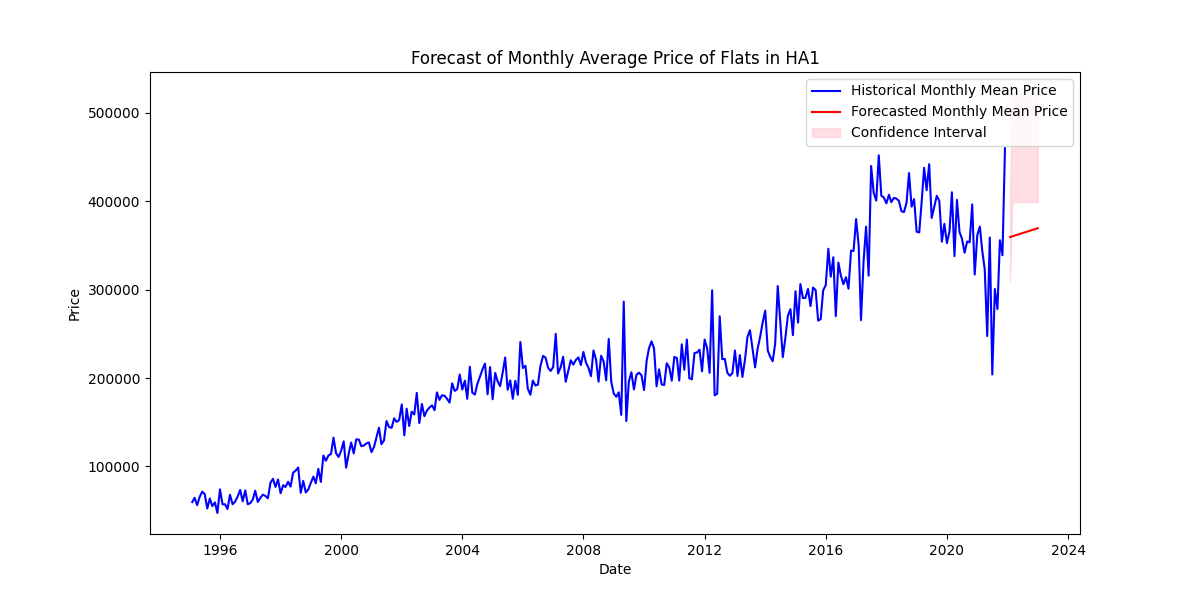 Forecast of Monthly Average Price of Flats in HA1
Historical Monthly Mean Price
Forecasted Monthly Mean Price
Confidence Interval
Price
500000
400000
300000
200000
100000
1996 2000 2004 2008 2012 2016 2020 2024
Date